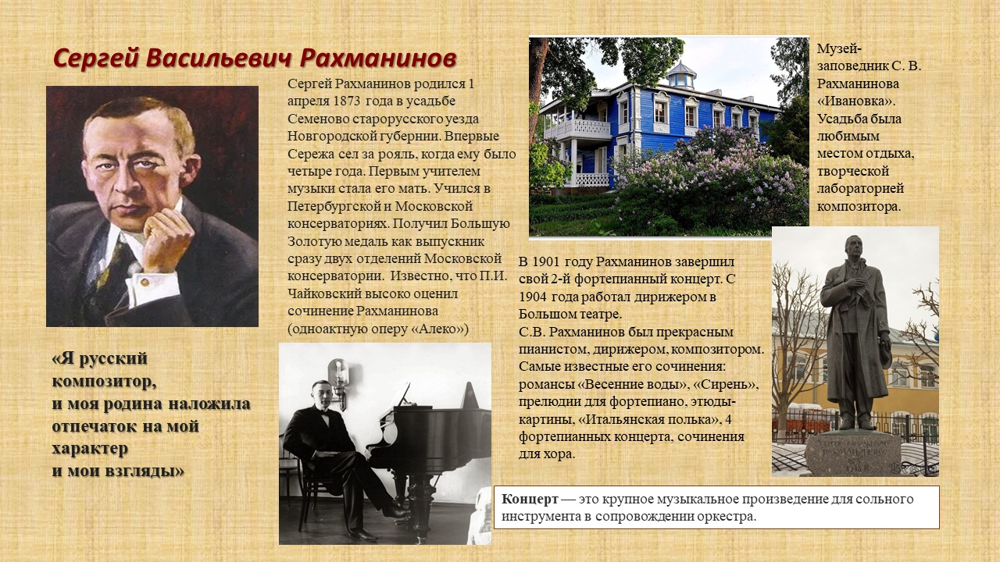 Сергей Васильевич Рахманинов
Сергей Рахманинов родился 1
апреля 1873 года в усадьбе
Семеново старорусского уезда
Новгородской губернии. Впервые
Сережа сел за рояль, когда ему было
четыре года. Первым учителем
музыки стала его мать. Учился в
Петербургской и Московской
консерваториях. Получил Большую
Золотую медаль как выпускник
сразу двух отделений Московской
консерватории. Известно, что П.И.
Чайковский высоко оценил
сочинение Рахманинова
(одноактную оперу «Алеко»)
«Я русский
композитор,
и моя родина наложила
отпечаток на мой
характер
и мои взгляды»
Музей-
заповедник С. В.
Рахманинова
«Ивановка».
Усадьба была
любимым
местом отдыха,
творческой
лабораторией
композитора.
В 1901 году Рахманинов завершил
свой 2-й фортепианный концерт. С
1904 года работал дирижером в
Большом театре.
С.В. Рахманинов был прекрасным
пианистом, дирижером, композитором.
Самые известные его сочинения:
романсы «Весенние воды», «Сирень»,
прелюдии для фортепиано, этюды-
картины, «Итальянская полька», 4
фортепианных концерта, сочинения
для хора.
РАХМАНИНОВУ
Концерт — это крупное музыкальное произведение для сольного
инструмента в сопровождении оркестра.